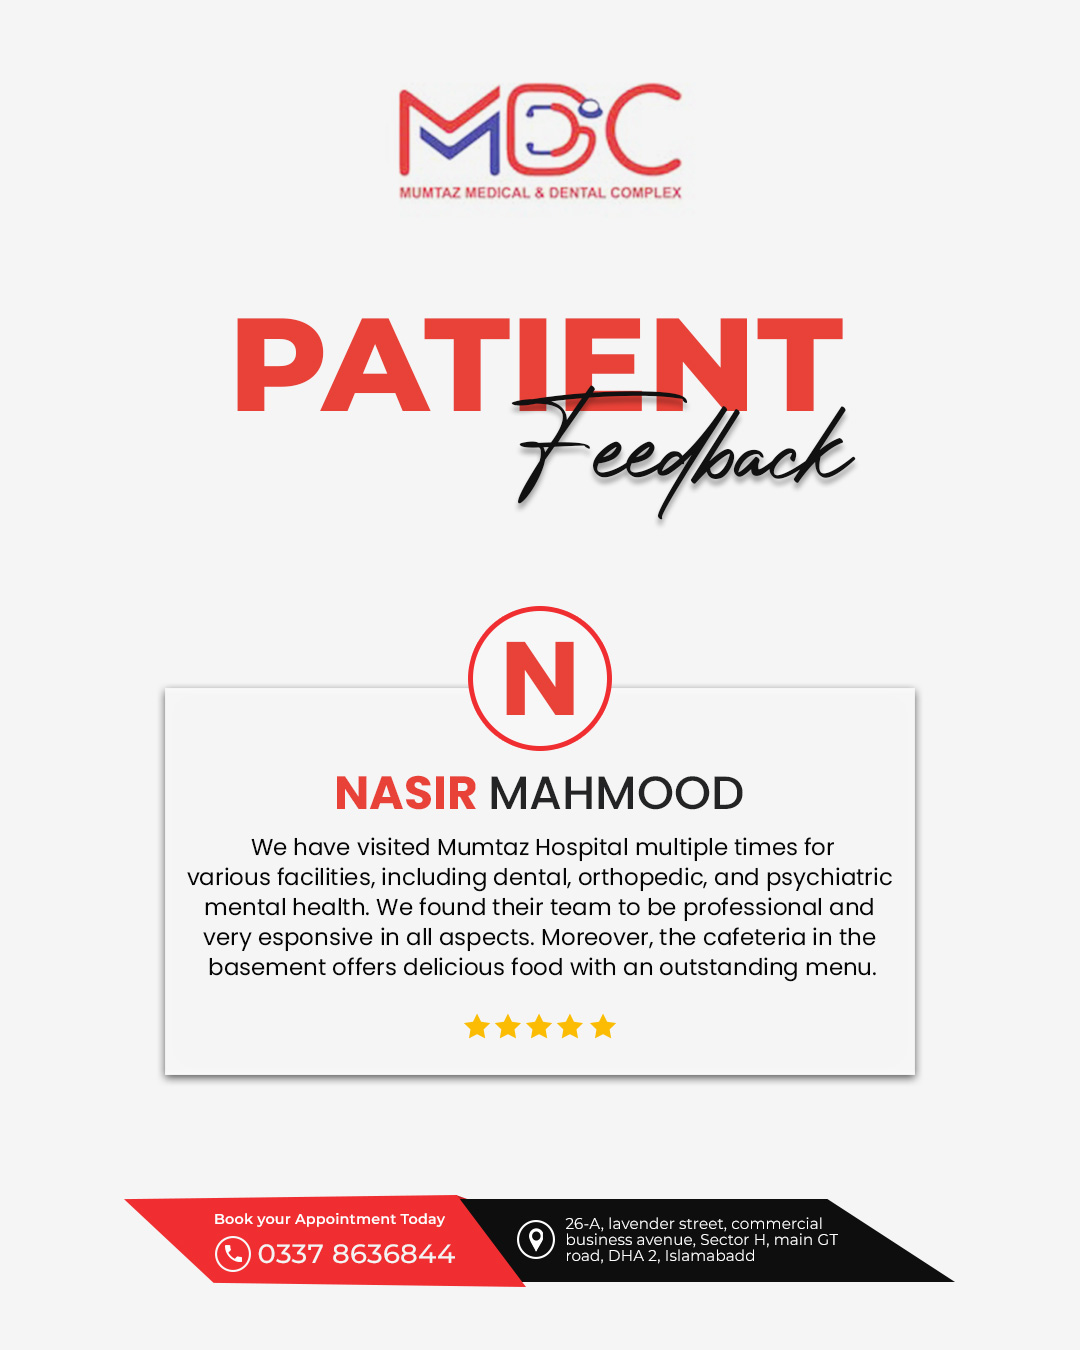 MDC
MUMTAZ MEDICAL & DENTAL COMPLEX
PATIENT
Feedback
N
NASIR MAHMOOD
We have visited Mumtaz Hospital multiple times for
various facilities, including dental, orthopedic, and psychiatric
mental health. We found their team to be professional and
very esponsive in all aspects. Moreover, the cafeteria in the
basement offers delicious food with an outstanding menu.
Book your Appointment Today
0337 8636844
26-A, lavender street, commercial
business avenue, Sector H, main GT
road, DHA 2, Islamabadd